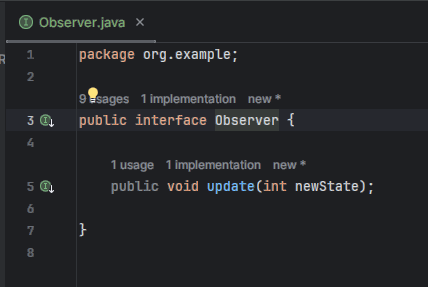 Observer.java
1 package org.example;
2
9 usages 1 implementation new *
3 public interface Observer {
4
1 usage 1 implementation new *
5 public void update(int newState);
6
7 }
8